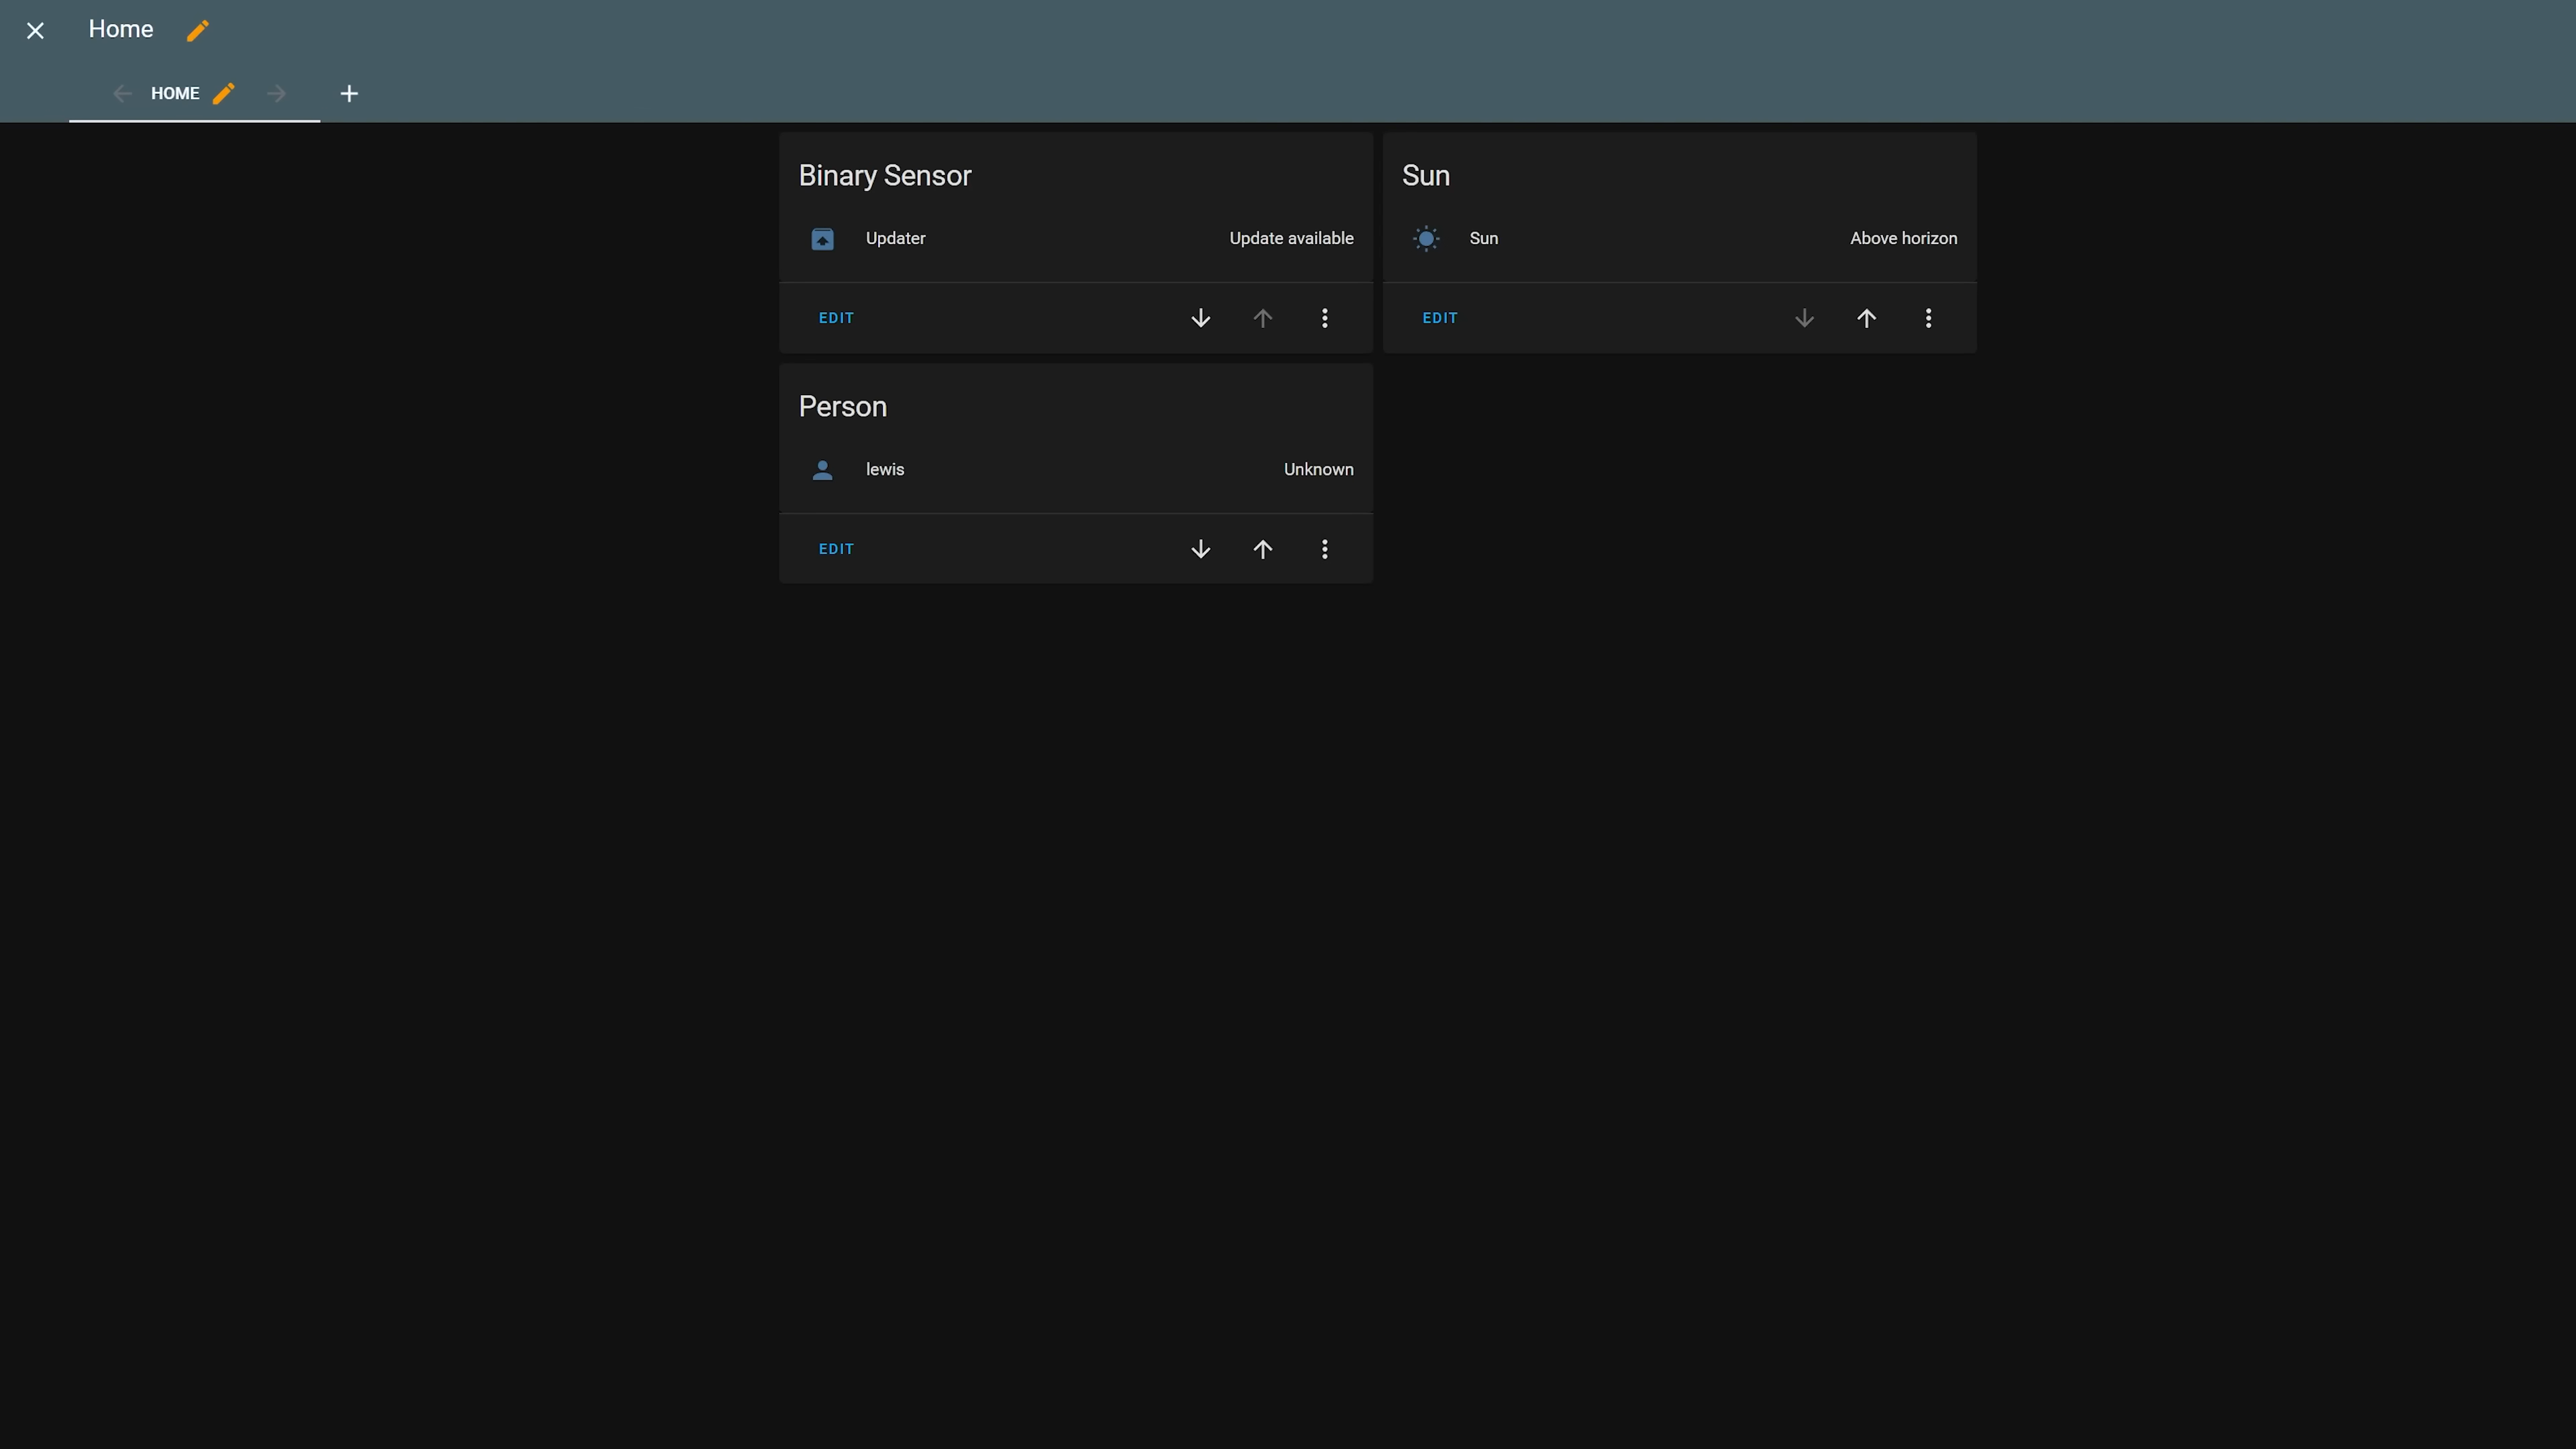 Home
HOME
Binary Sensor
Updater Update available
EDIT
Sun
Sun Above horizon
EDIT
Person
lewis Unknown
EDIT